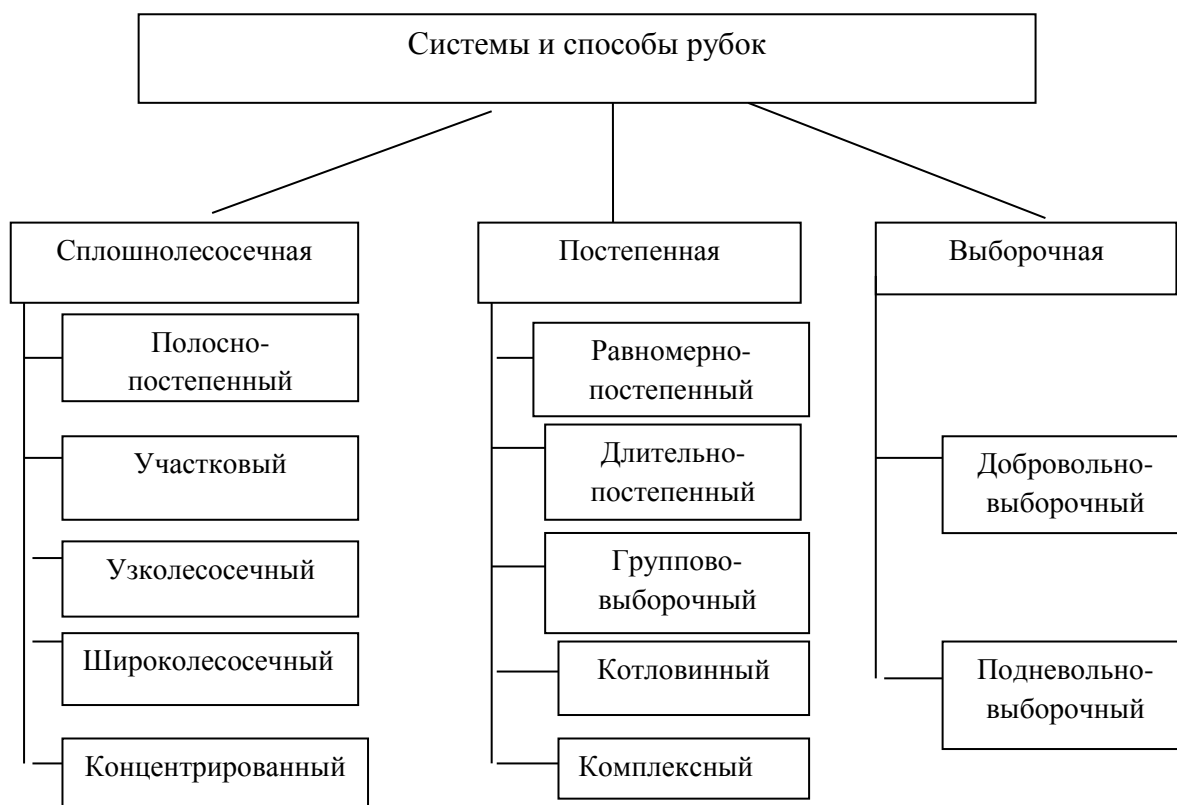 Системы и способы рубок
Сплошнолесосечная
Полосно-
постепенный
Участковый
Узколесосечный
Широколесосечный
Концентрированный
Постепенная
Равномерно-
постепенный
Длительно-
постепенный
Группово-
выборочный
Котловинный
Комплексный
Выборочная
Добровольно-
выборочный
Подневольно-
выборочный